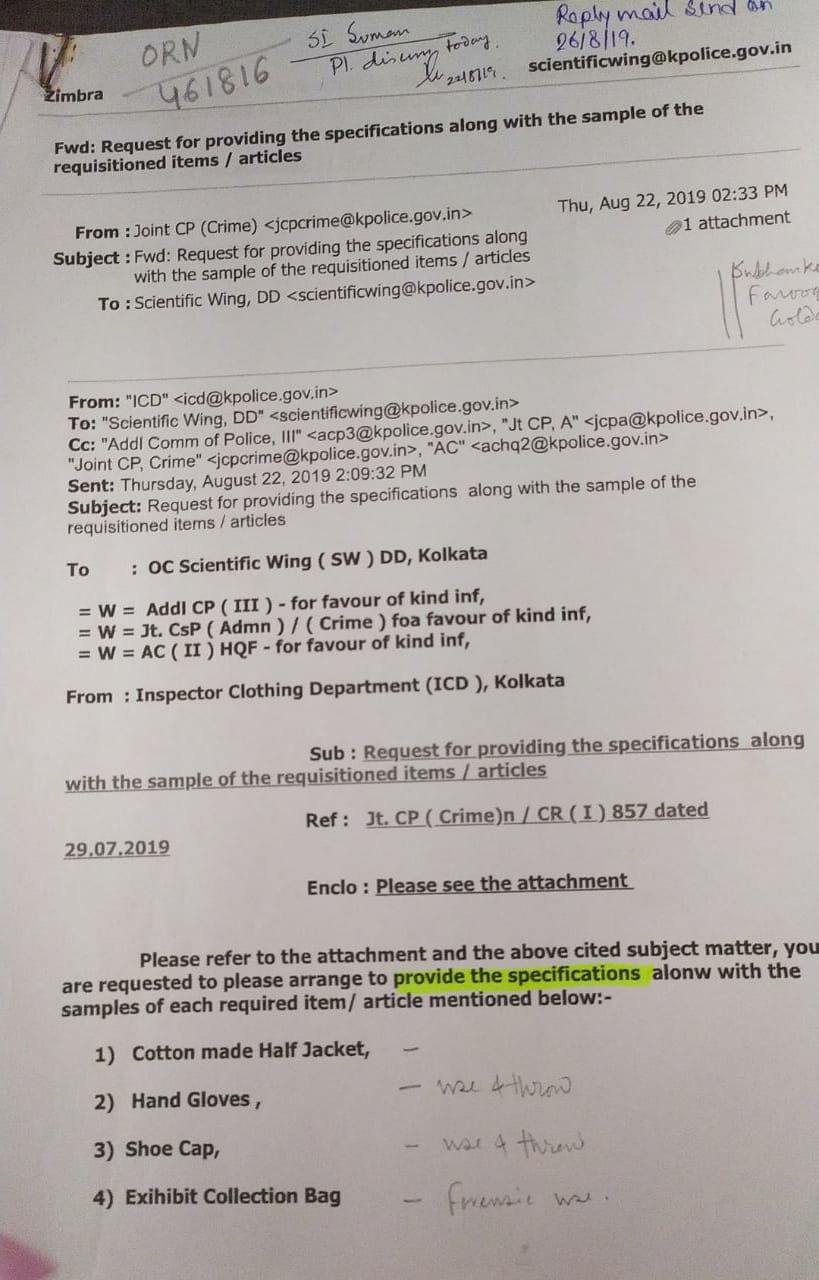 Reply mail send on
26/8/19.
ORN
461816
SI Suman
Pl. discuss today.
22/8/19.
scientificwing@kpolice.gov.in
Zimbra
Fwd: Request for providing the specifications along with the sample of the
requisitioned items / articles
Thu, Aug 22, 2019 02:33 PM
1 attachment
From : Joint CP (Crime) <jcpcrime@kpolice.gov.in>
Subject : Fwd: Request for providing the specifications along
with the sample of the requisitioned items / articles
To : Scientific Wing, DD <scientificwing@kpolice.gov.in>
From: "ICD" <icd@kpolice.gov.in>
To: "Scientific Wing, DD" <scientificwing@kpolice.gov.in>
Cc: "Addl Comm of Police, III" <acp3@kpolice.gov.in>, "Jt CP, A" <jcpa@kpolice.gov.in>,
"Joint CP, Crime" <jcpcrime@kpolice.gov.in>, "AC" <achq2@kpolice.gov.in>
Sent: Thursday, August 22, 2019 2:09:32 PM
Subject: Request for providing the specifications along with the sample of the
requisitioned items / articles
To : OC Scientific Wing ( SW ) DD, Kolkata
= W = Addl CP ( III ) - for favour of kind inf,
= W = Jt. CsP ( Admn ) / ( Crime ) foa favour of kind inf,
= W = AC ( II ) HQF - for favour of kind inf,
From : Inspector Clothing Department (ICD ), Kolkata
Sub : Request for providing the specifications along
with the sample of the requisitioned items / articles
Ref : Jt. CP ( Crime)n / CR ( I ) 857 dated
29.07.2019
Enclo : Please see the attachment
Please refer to the attachment and the above cited subject matter, you
are requested to please arrange to provide the specifications alonw with the
samples of each required item/ article mentioned below:-
1) Cotton made Half Jacket, —
2) Hand Gloves , — use & throw
3) Shoe Cap, — use & throw
4) Exihibit Collection Bag — forensic use.